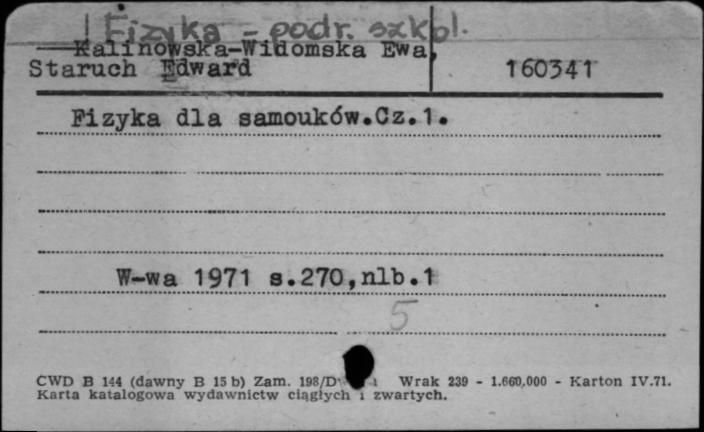 Fizyka - podr. szkol.
Kalinowska-Widomska Ewa,
Staruch Edward 160341
Fizyka dla samouków.Cz.1.
W-wa 1971 s.270,nlb.1
5
CWD B 144 (dawny B 15 b) Zam. 198/D Wrak 239 - 1.660,000 - Karton IV.71.
Karta katalogowa wydawnictw ciągłych i zwartych.